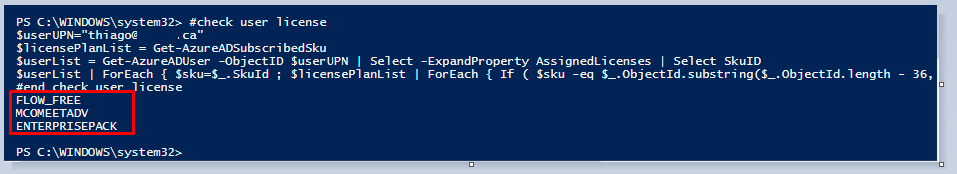 PS C:\WINDOWS\system32> #check user license
$userUPN="thiago@ .ca"
$licensePlanList = Get-AzureADSubscribedSku
$userList = Get-AzureADUser -ObjectID $userUPN | Select -ExpandProperty AssignedLicenses | Select SkuID
$userList | ForEach { $sku=$_.SkuId ; $licensePlanList | ForEach { If ( $sku -eq $_.ObjectId.substring($_.ObjectId.length - 36,
#end check user license
FLOW_FREE
MCOMEETADV
ENTERPRISEPACK
PS C:\WINDOWS\system32>